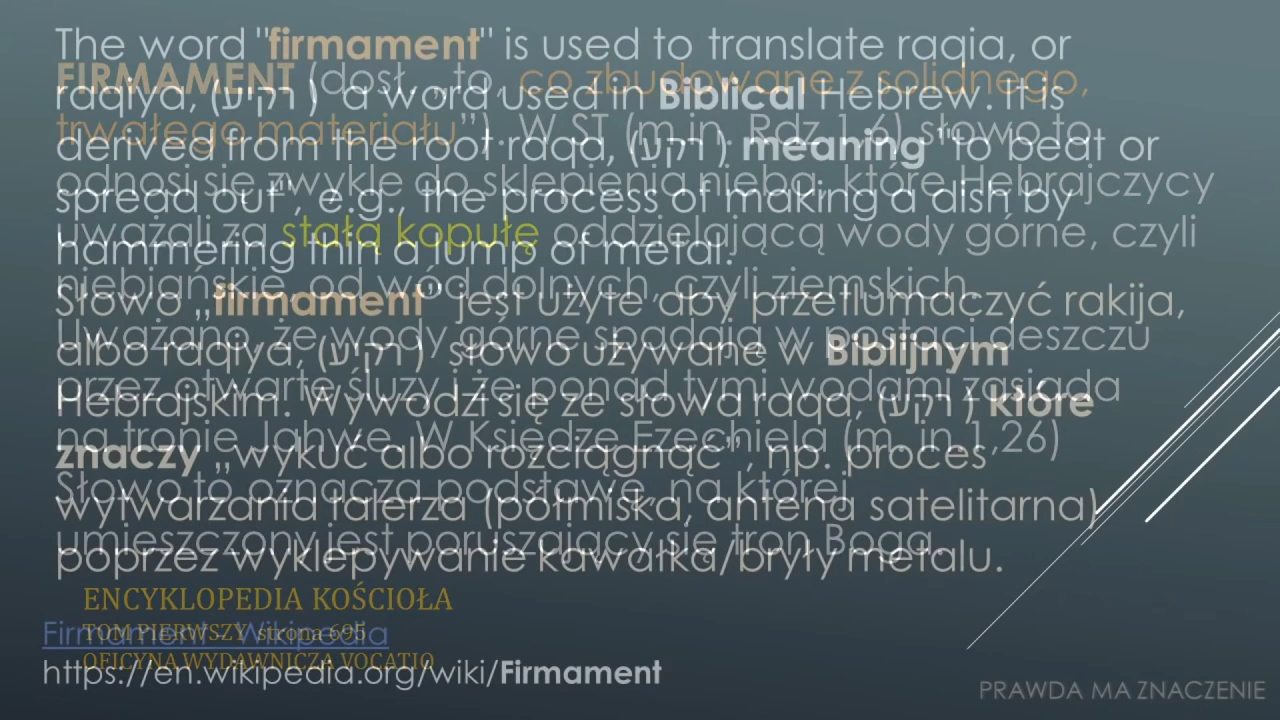 The word "firmament" is used to translate raqia, or
raqiya, (רקיע ) a word used in Biblical Hebrew. It is
derived from the root raqa, (רקע ) meaning "to beat or
spread out", e.g., the process of making a dish by
hammering thin a lump of metal.
Słowo „firmament" jest użyte aby przetłumaczyć rakija,
albo raqiya, (רקיע ) słowo używane w Biblijnym
Hebrajskim. Wywodzi się ze słowa raqa, (רקע ) które
znaczy „wykuć albo rozciągnąć", np. proces
wytwarzania talerza (półmiska, antena satelitarna)
poprzez wyklepywanie kawałka/bryły metalu.
Firmament - Wikipedia
https://en.wikipedia.org/wiki/Firmament
FIRMAMENT (dosł. „to, co zbudowane z solidnego,
trwałego materiału”). W ST (m.in. Rdz 1,6) słowo to
odnosi się zwykle do sklepienia nieba, które Hebrajczycy
uważali za stałą kopułę oddzielającą wody górne, czyli
niebiańskie, od wód dolnych, czyli ziemskich.
Uważano, że wody górne spadają w postaci deszczu
przez otwarte śluzy i że ponad tymi wodami zasiada
na tronie Jahwe. W Księdze Ezechiela (m. in.1,26)
Słowo to oznacza podstawę, na której
umieszczony jest poruszający się tron Boga.
ENCYKLOPEDIA KOŚCIOŁA
TOM PIERWSZY strona 695
OFICYNA WYDAWNICZA VOCATIO
PRAWDA MA ZNACZENIE